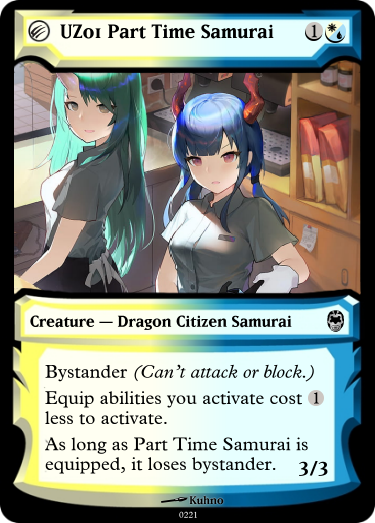 UZ01 Part Time Samurai 1
Creature — Dragon Citizen Samurai
Bystander (Can't attack or block.)
Equip abilities you activate cost 1
less to activate.
As long as Part Time Samurai is
equipped, it loses bystander.
3/3
Kuhno
0221